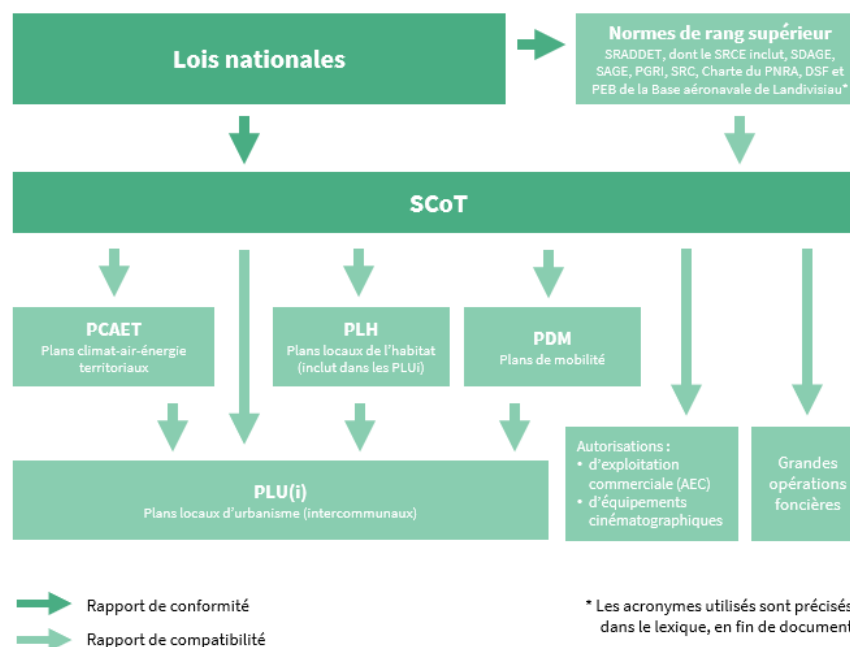 Lois nationales
Normes de rang supérieur
SRADDET, dont le SRCE inclut, SDAGE,
SAGE, PGRI, SRC, Charte du PNRA, DSF et
PEB de la Base aéronavale de Landivisiau*
SCoT
PCAET
Plans climat-air-énergie
territoriaux
PLH
Plans locaux de l'habitat
(inclut dans les PLUi)
PDM
Plans de mobilité
PLU(i)
Plans locaux d'urbanisme (intercommunaux)
Autorisations :
• d'exploitation
commerciale (AEC)
• d'équipements
cinématographiques
Grandes
opérations
foncières
Rapport de conformité
Rapport de compatibilité
* Les acronymes utilisés sont précisés
dans le lexique, en fin de document